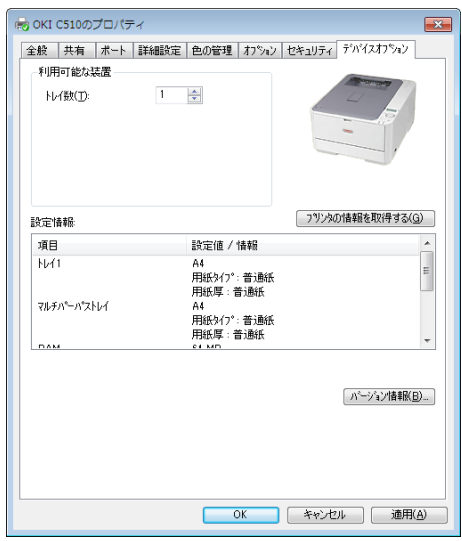 OKI C510のプロパティ
全般 共有 ポート 詳細設定 色の管理 ｵﾌﾟｼｮﾝ セキュリティ ﾃﾞﾊﾞｲｽｵﾌﾟｼｮﾝ
利用可能な装置
ﾄﾚｲ数(T): 1
設定情報:
ﾌﾟﾘﾝﾀの情報を取得する(G)
項目 設定値 / 情報
ﾄﾚｲ1 A4
用紙ﾀｲﾌﾟ : 普通紙
用紙厚 : 普通紙
ﾏﾙﾁﾊﾟｰﾊﾟｽﾄﾚｲ A4
用紙ﾀｲﾌﾟ : 普通紙
用紙厚 : 普通紙
RAM 64 MB
ﾊﾞｰｼﾞｮﾝ情報(B)...
OK キャンセル 適用(A)